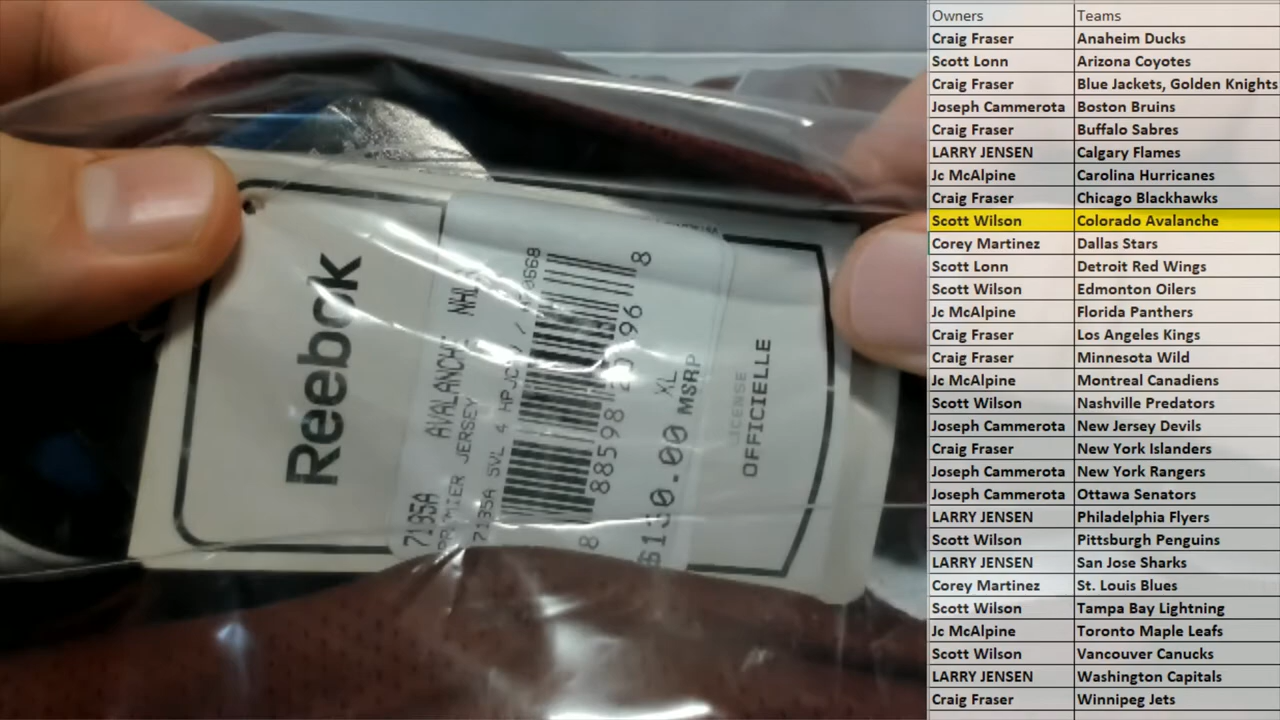 Reebok
7185A AVALANCHE NHL
PREMIER JERSEY
7185A SVL 4
8 88598 96 8
XL
MSRP
LICENSE
OFFICIELLE
Owners Teams
Craig Fraser Anaheim Ducks
Scott Lonn Arizona Coyotes
Craig Fraser Blue Jackets, Golden Knights
Joseph Cammerota Boston Bruins
Craig Fraser Buffalo Sabres
LARRY JENSEN Calgary Flames
Jc McAlpine Carolina Hurricanes
Craig Fraser Chicago Blackhawks
Scott Wilson Colorado Avalanche
Corey Martinez Dallas Stars
Scott Lonn Detroit Red Wings
Scott Wilson Edmonton Oilers
Jc McAlpine Florida Panthers
Craig Fraser Los Angeles Kings
Craig Fraser Minnesota Wild
Jc McAlpine Montreal Canadiens
Scott Wilson Nashville Predators
Joseph Cammerota New Jersey Devils
Craig Fraser New York Islanders
Joseph Cammerota New York Rangers
Joseph Cammerota Ottawa Senators
LARRY JENSEN Philadelphia Flyers
Scott Wilson Pittsburgh Penguins
LARRY JENSEN San Jose Sharks
Corey Martinez St. Louis Blues
Scott Wilson Tampa Bay Lightning
Jc McAlpine Toronto Maple Leafs
Scott Wilson Vancouver Canucks
LARRY JENSEN Washington Capitals
Craig Fraser Winnipeg Jets